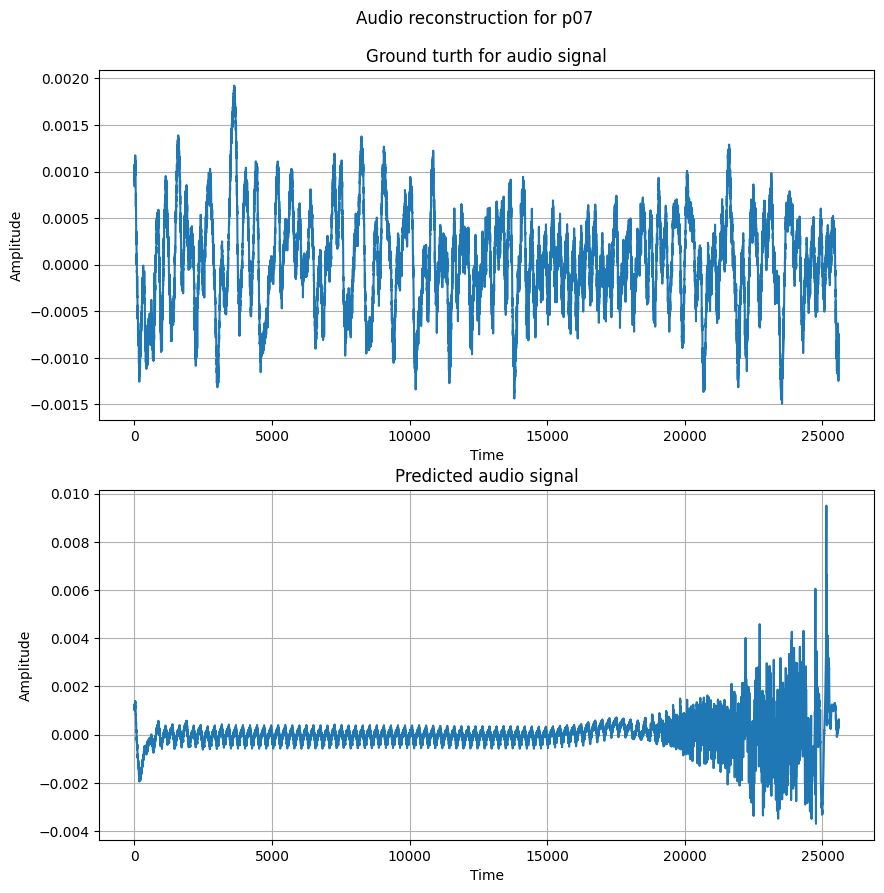 Audio reconstruction for p07
Ground turth for audio signal
0.0020
0.0015
0.0010
0.0005
0.0000
−0.0005
−0.0010
−0.0015
Amplitude
0 5000 10000 15000 20000 25000
Time
Predicted audio signal
0.010
0.008
0.006
0.004
0.002
0.000
−0.002
−0.004
Amplitude
0 5000 10000 15000 20000 25000
Time